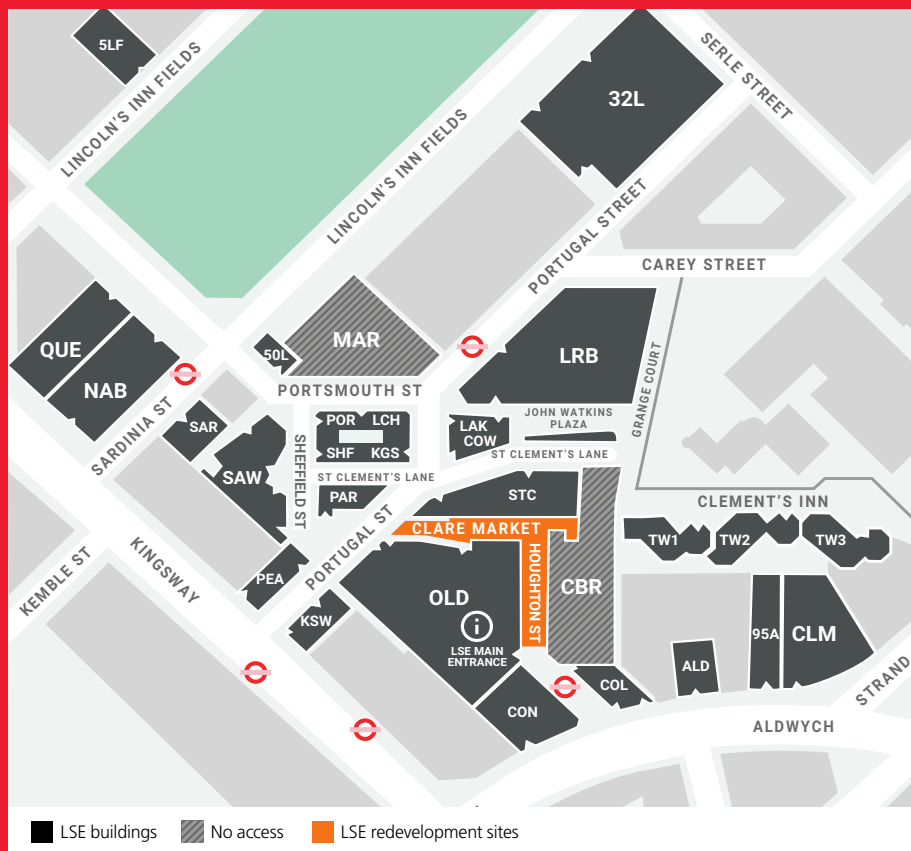 5LF
LINCOLN'S INN FIELDS
32L
SERLE STREET
LINCOLN'S INN FIELDS
PORTUGAL STREET
CAREY STREET
QUE
NAB
50L
MAR
LRB
GRANGE COURT
PORTSMOUTH ST
SARDINIA ST
SAR
SAW
SHEFFIELD ST
POR
LCH
SHF
KGS
LAK
COW
JOHN WATKINS
PLAZA
ST CLEMENT'S LANE
ST CLEMENT'S LANE
PAR
STC
CLEMENT'S INN
PORTUGAL ST
CLARE MARKET
HOUGHTON ST
TW1
TW2
TW3
KEMBLE ST
KINGSWAY
PEA
KSW
OLD
i
LSE MAIN
ENTRANCE
CBR
95A
CLM
ALD
COL
CON
STRAND
ALDWYCH
LSE buildings
No access
LSE redevelopment sites